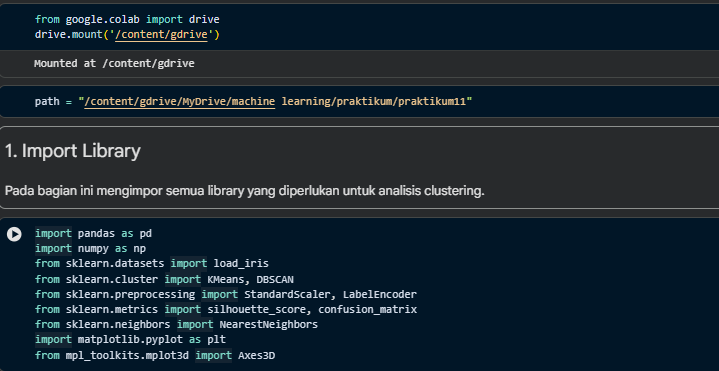 from google.colab import drive
drive.mount('/content/gdrive')
Mounted at /content/gdrive
path = "/content/gdrive/MyDrive/machine learning/praktikum/praktikum11"
1. Import Library
Pada bagian ini mengimpor semua library yang diperlukan untuk analisis clustering.
import pandas as pd
import numpy as np
from sklearn.datasets import load_iris
from sklearn.cluster import KMeans, DBSCAN
from sklearn.preprocessing import StandardScaler, LabelEncoder
from sklearn.metrics import silhouette_score, confusion_matrix
from sklearn.neighbors import NearestNeighbors
import matplotlib.pyplot as plt
from mpl_toolkits.mplot3d import Axes3D